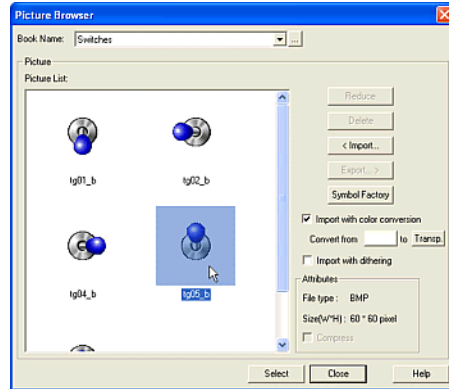 Picture Browser
Book Name: Switches ...
Picture
Picture List:
tg01_b
tg02_b
tg04_b
tg05_b
Reduce
Delete
< Import...
Export... >
Symbol Factory
Import with color conversion
Convert from to Transp.
Import with dithering
Attributes
File type : BMP
Size(W*H) : 60 * 60 pixel
Compress
Select Close Help